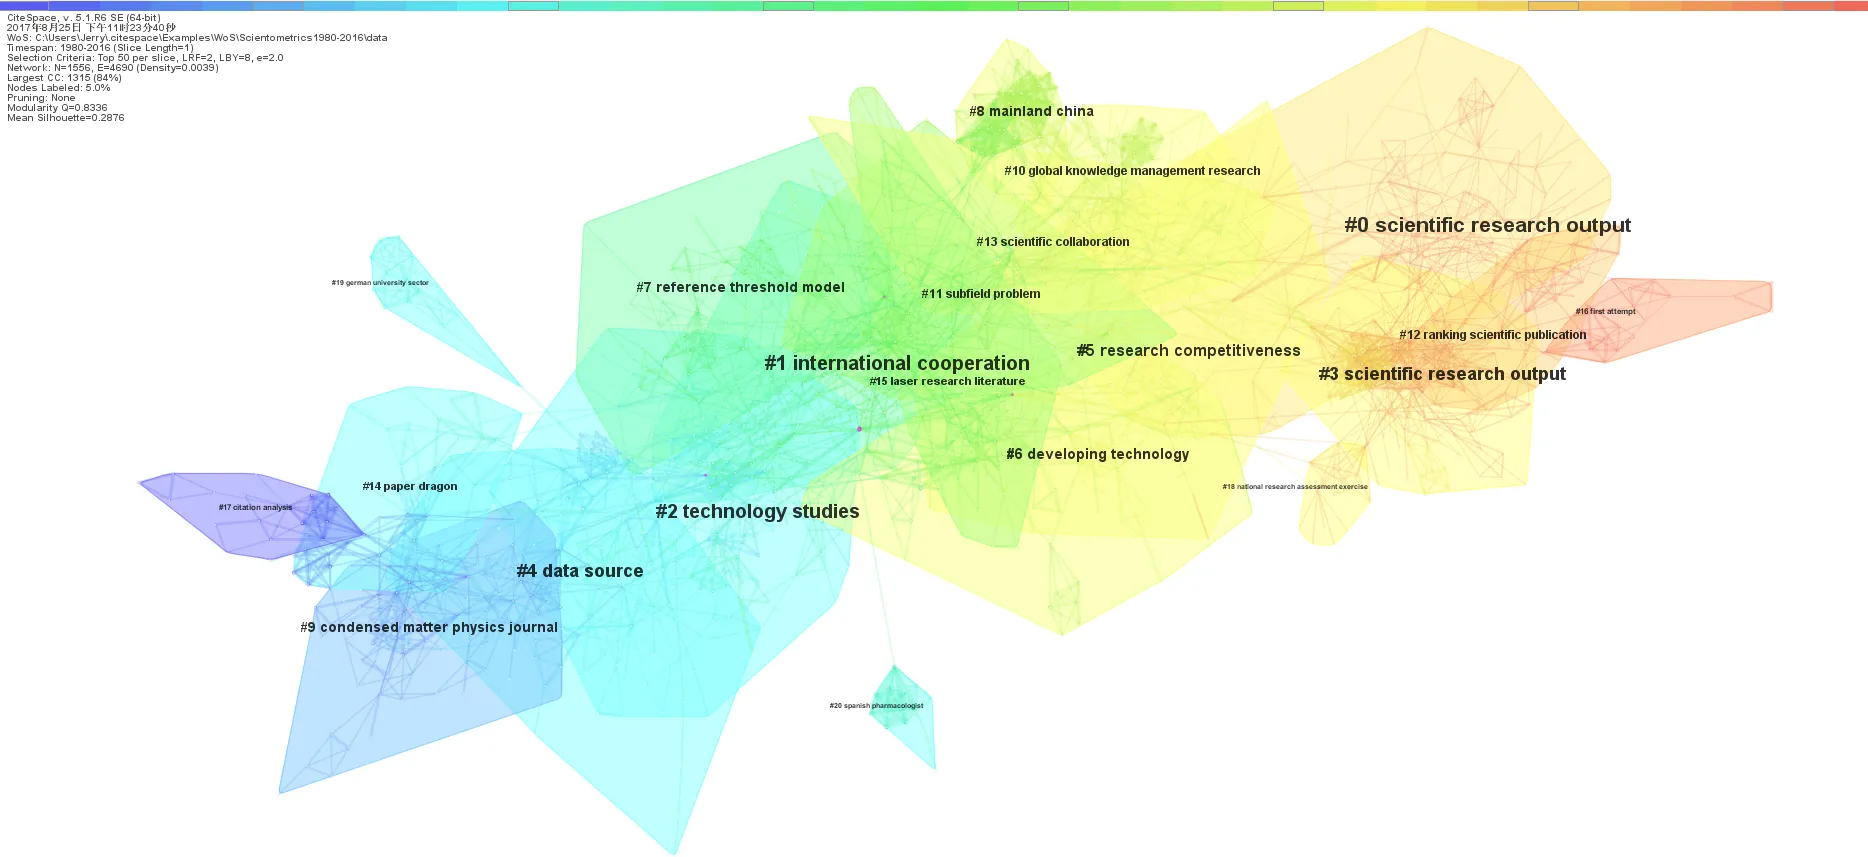 CiteSpace, v. 5.1.R6 SE (64-bit)
2017年8月25日 下午11时23分40秒
WoS: C:\Users\Jerry\.citespace\Examples\WoS\Scientometrics1980-2016\data
Timespan: 1980-2016 (Slice Length=1)
Selection Criteria: Top 50 per slice, LRF=2, LBY=8, e=2.0
Network: N=1556, E=4690 (Density=0.0039)
Largest CC: 1315 (84%)
Nodes Labeled: 5.0%
Pruning: None
Modularity Q=0.8336
Mean Silhouette=0.2876
#8 mainland china
#10 global knowledge management research
#0 scientific research output
#13 scientific collaboration
#19 german university sector
#7 reference threshold model
#11 subfield problem
#16 first attempt
#12 ranking scientific publication
#5 research competitiveness
#1 international cooperation
#3 scientific research output
#15 laser research literature
#6 developing technology
#14 paper dragon
#18 national research assessment exercise
#17 citation analysis
#2 technology studies
#4 data source
#9 condensed matter physics journal
#20 spanish pharmacologist